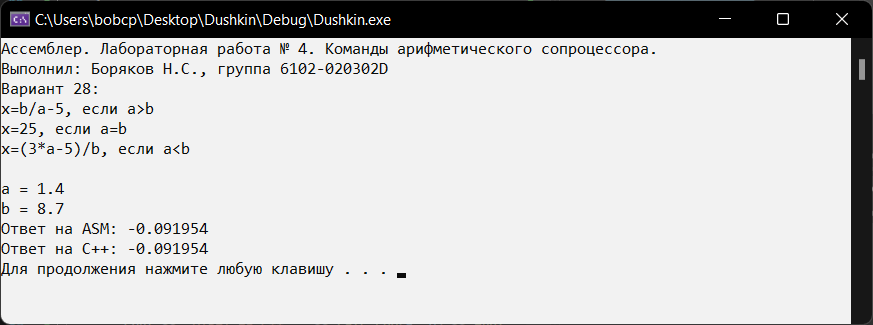 C:\Users\bobcp\Desktop\Dushkin\Debug\Dushkin.exe
Ассемблер. Лабораторная работа № 4. Команды арифметического сопроцессора.
Выполнил: Боряков Н.С., группа 6102-020302D
Вариант 28:
x=b/a-5, если a>b
x=25, если a=b
x=(3*a-5)/b, если a<b
a = 1.4
b = 8.7
Ответ на ASM: -0.091954
Ответ на C++: -0.091954
Для продолжения нажмите любую клавишу . . .